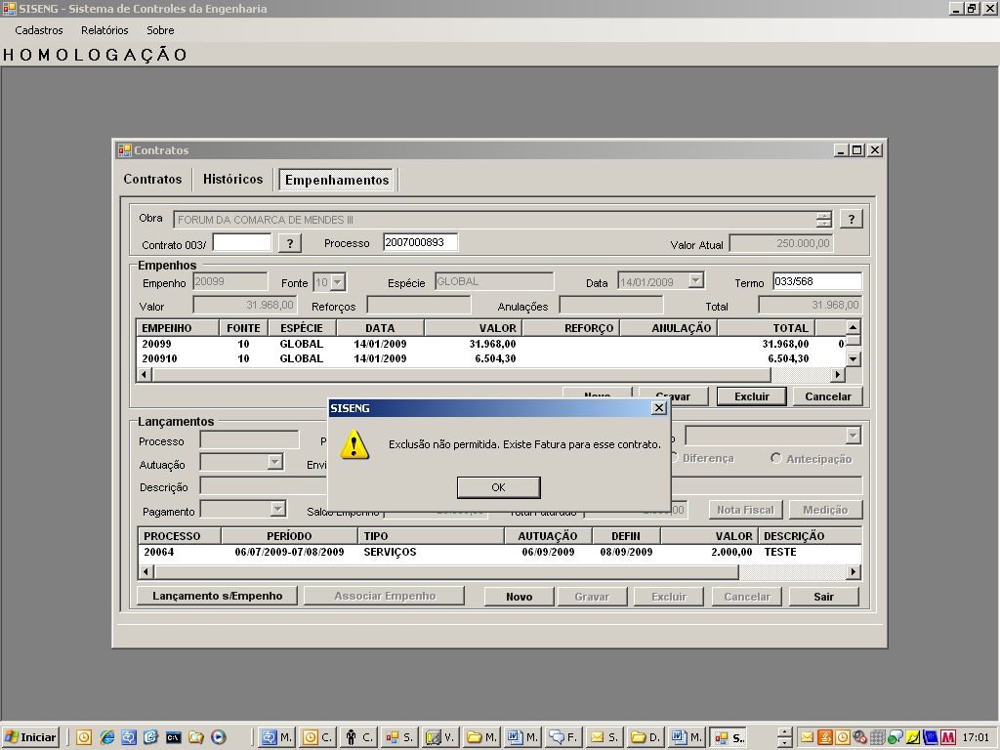 SISENG - Sistema de Controles da Engenharia
Cadastros Relatórios Sobre
HOMOLOGAÇÃO
Contratos
Contratos Históricos Empenhamentos
Obra FORUM DA COMARCA DE MENDES III ?
Contrato 003/ ? Processo 2007000893 Valor Atual 250.000,00
Empenhos
Empenho 20099 Fonte 10 Espécie GLOBAL Data 14/01/2009 Termo 033/568
Valor 31.968,00 Reforços Anulações Total 31.968,00
EMPENHO FONTE ESPÉCIE DATA VALOR REFORÇO ANULAÇÃO TOTAL
20099 10 GLOBAL 14/01/2009 31.968,00 31.968,00 0
200910 10 GLOBAL 14/01/2009 6.504,30 6.504,30
Novo Gravar Excluir Cancelar
SISENG
Exclusão não permitida. Existe Fatura para esse contrato.
OK
Lançamentos
Processo P
Autuação Envi Diferença Antecipação
Descrição
Pagamento Saldo Empenho Total Faturado Nota Fiscal Medição
PROCESSO PERÍODO TIPO AUTUAÇÃO DEFIN VALOR DESCRIÇÃO
20064 06/07/2009-07/08/2009 SERVIÇOS 06/09/2009 08/09/2009 2.000,00 TESTE
Lançamento s/Empenho Associar Empenho Novo Gravar Excluir Cancelar Sair
Iniciar M. C. C. S. V. M. M. F. S. D. M. S.. 17:01